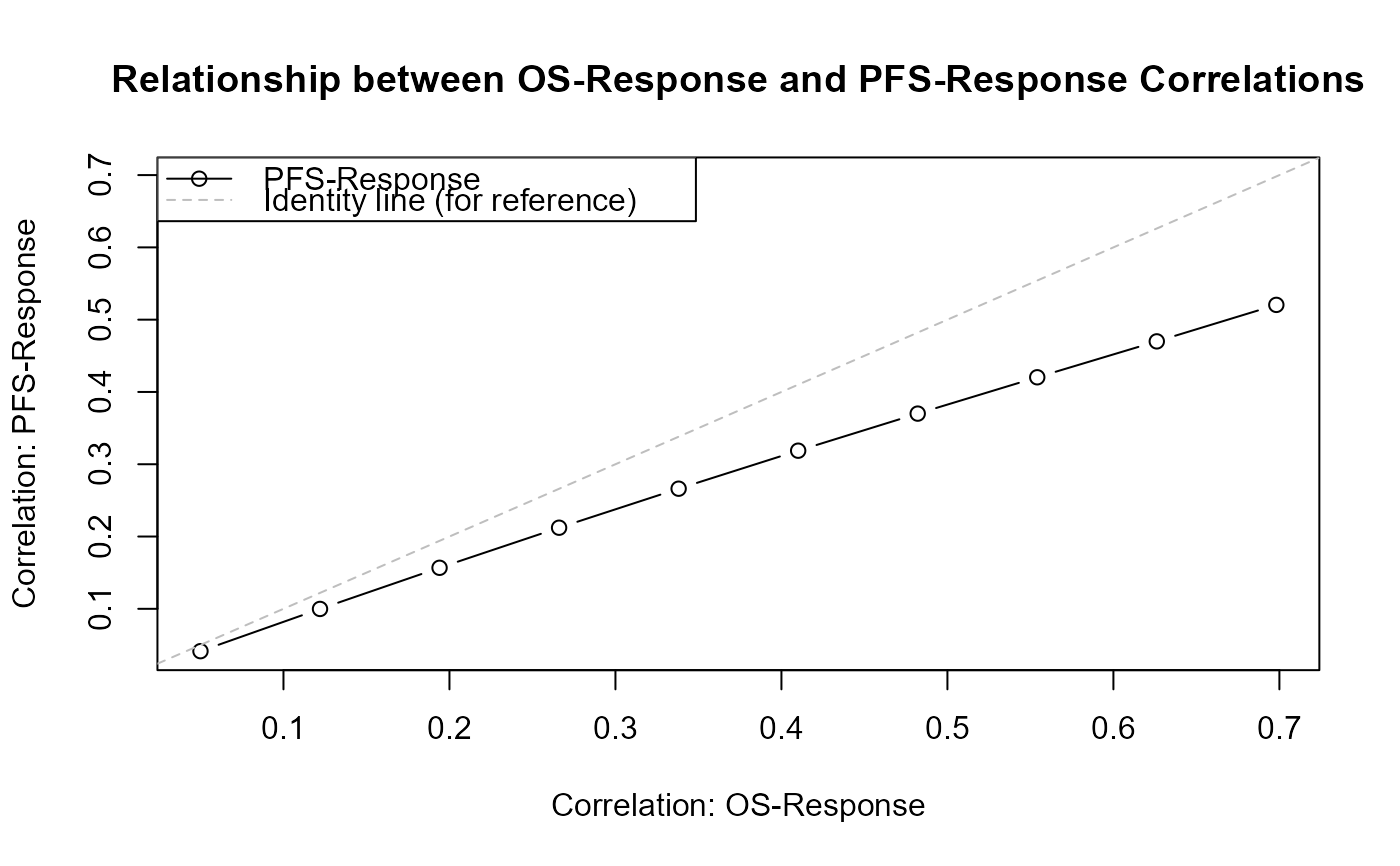 Relationship between OS-Response and PFS-Response Correlations
PFS-Response
Identity line (for reference)
Correlation: PFS-Response
0.7
0.6
0.5
0.4
0.3
0.2
0.1
0.1 0.2 0.3 0.4 0.5 0.6 0.7
Correlation: OS-Response